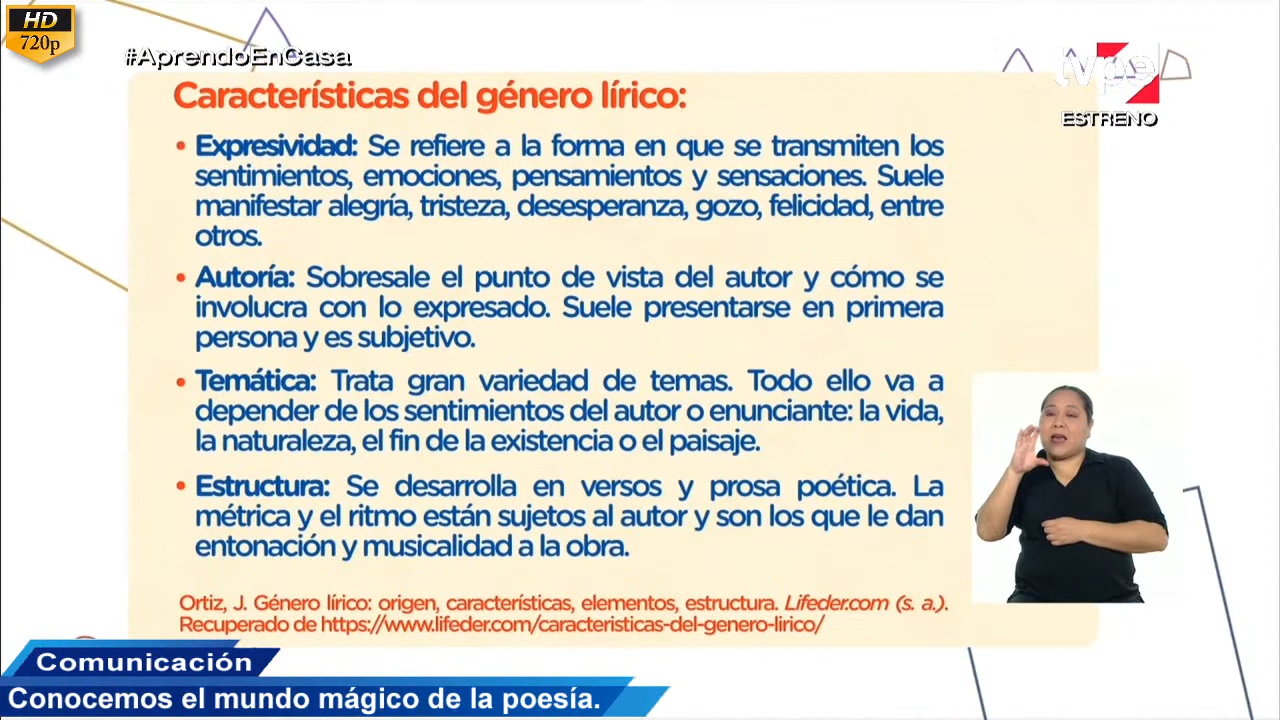 HD
720p
#AprendoEnCasa
tvpe
ESTRENO
Características del género lírico:
• Expresividad: Se refiere a la forma en que se transmiten los
sentimientos, emociones, pensamientos y sensaciones. Suele
manifestar alegría, tristeza, desesperanza, gozo, felicidad, entre
otros.
• Autoría: Sobresale el punto de vista del autor y cómo se
involucra con lo expresado. Suele presentarse en primera
persona y es subjetivo.
• Temática: Trata gran variedad de temas. Todo ello va a
depender de los sentimientos del autor o enunciante: la vida,
la naturaleza, el fin de la existencia o el paisaje.
• Estructura: Se desarrolla en versos y prosa poética. La
métrica y el ritmo están sujetos al autor y son los que le dan
entonación y musicalidad a la obra.
Ortiz, J. Género lírico: origen, características, elementos, estructura. Lifeder.com (s. a.).
Recuperado de https://www.lifeder.com/caracteristicas-del-genero-lirico/
Comunicación
Conocemos el mundo mágico de la poesía.